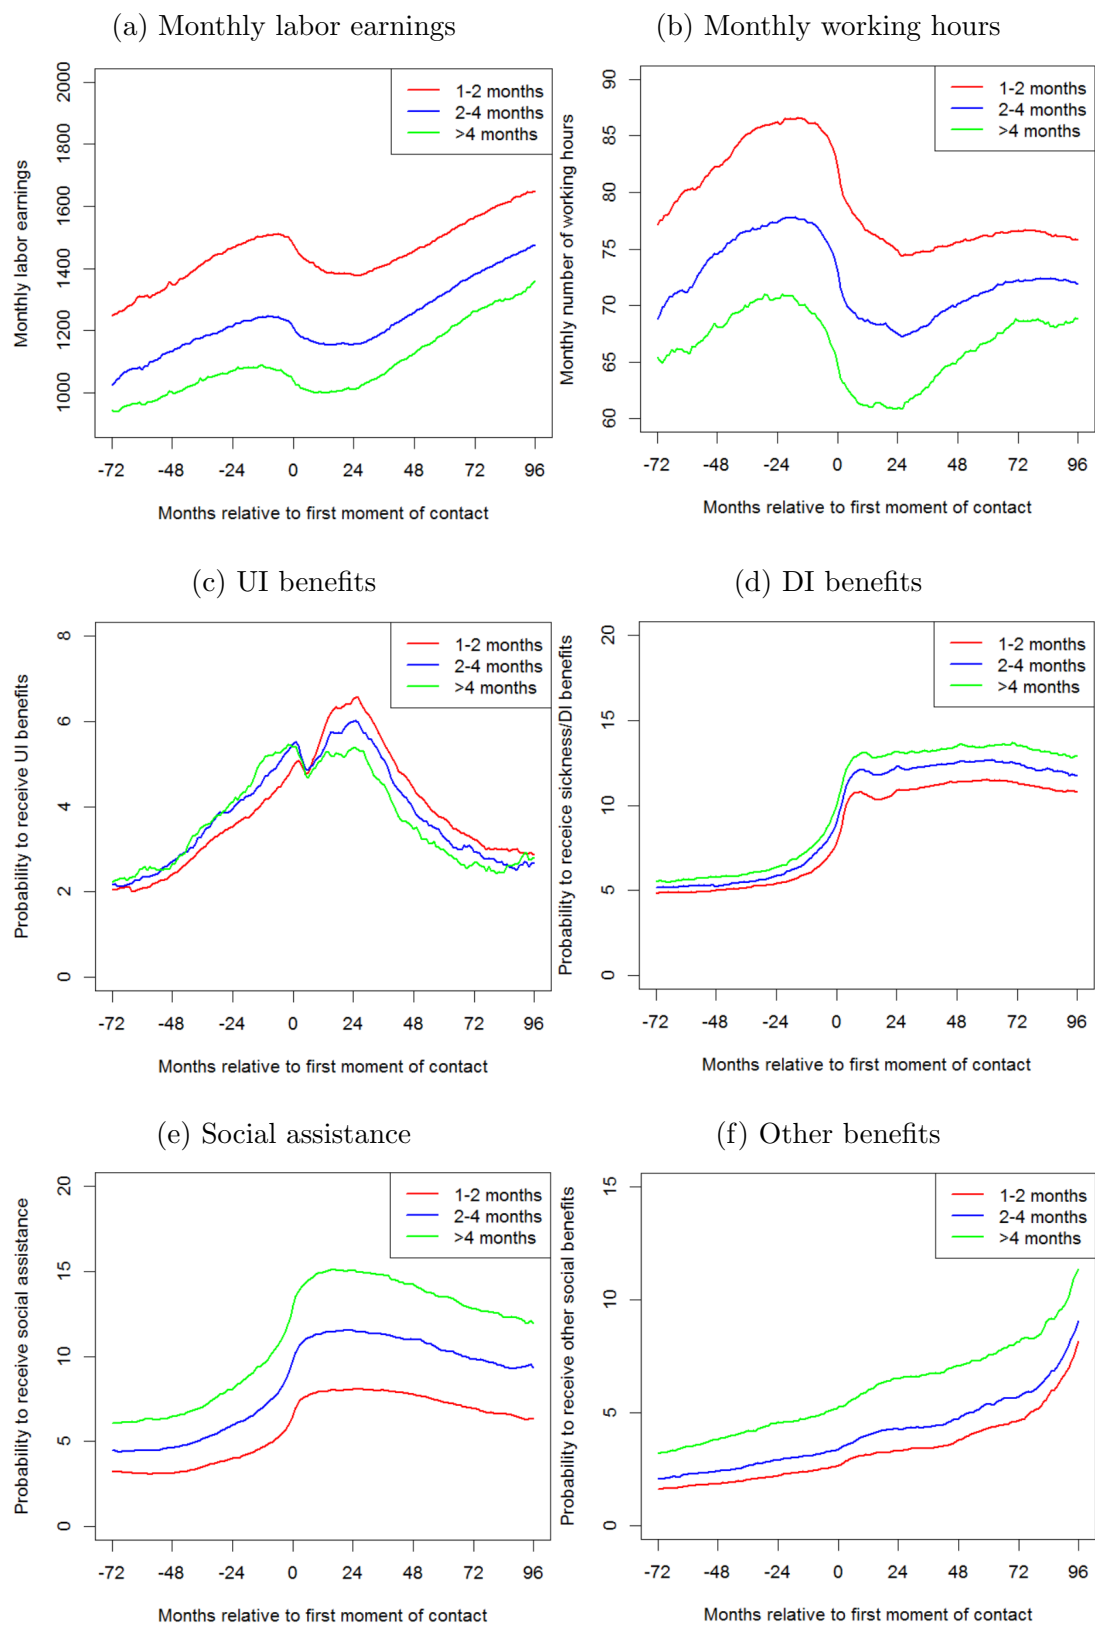 (a) Monthly labor earnings
Monthly labor earnings
2000
1800
1600
1400
1200
1000
1-2 months
2-4 months
>4 months
-72 -48 -24 0 24 48 72 96
Months relative to first moment of contact
(b) Monthly working hours
Monthly number of working hours
90
85
80
75
70
65
60
1-2 months
2-4 months
>4 months
-72 -48 -24 0 24 48 72 96
Months relative to first moment of contact
(c) UI benefits
Probability to receive UI benefits
8
6
4
2
0
1-2 months
2-4 months
>4 months
-72 -48 -24 0 24 48 72 96
Months relative to first moment of contact
(d) DI benefits
Probability to receice sickness/DI benefits
20
15
10
5
0
1-2 months
2-4 months
>4 months
-72 -48 -24 0 24 48 72 96
Months relative to first moment of contact
(e) Social assistance
Probability to receive social assistance
20
15
10
5
0
1-2 months
2-4 months
>4 months
-72 -48 -24 0 24 48 72 96
Months relative to first moment of contact
(f) Other benefits
Probability to receive other social benefits
15
10
5
0
1-2 months
2-4 months
>4 months
-72 -48 -24 0 24 48 72 96
Months relative to first moment of contact